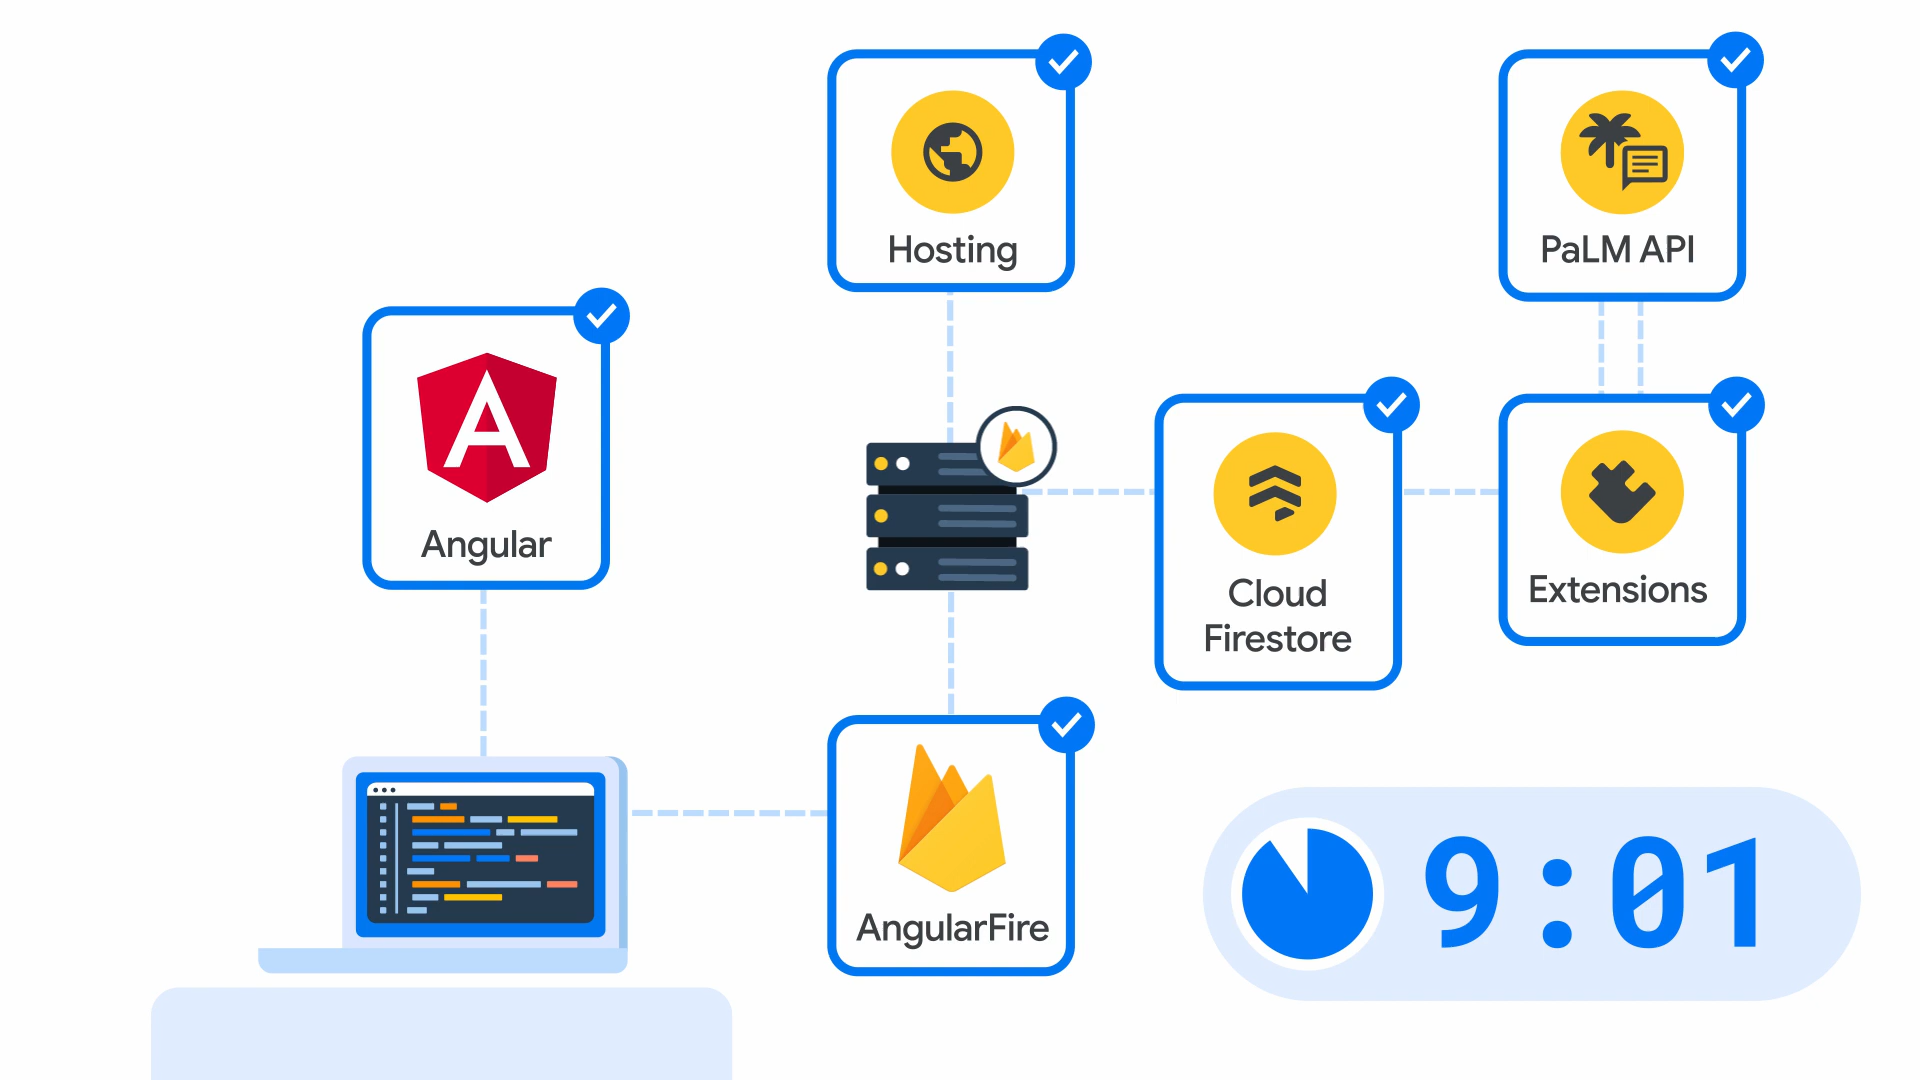 Hosting
PaLM API
Angular
Cloud
Firestore
Extensions
AngularFire
9:01